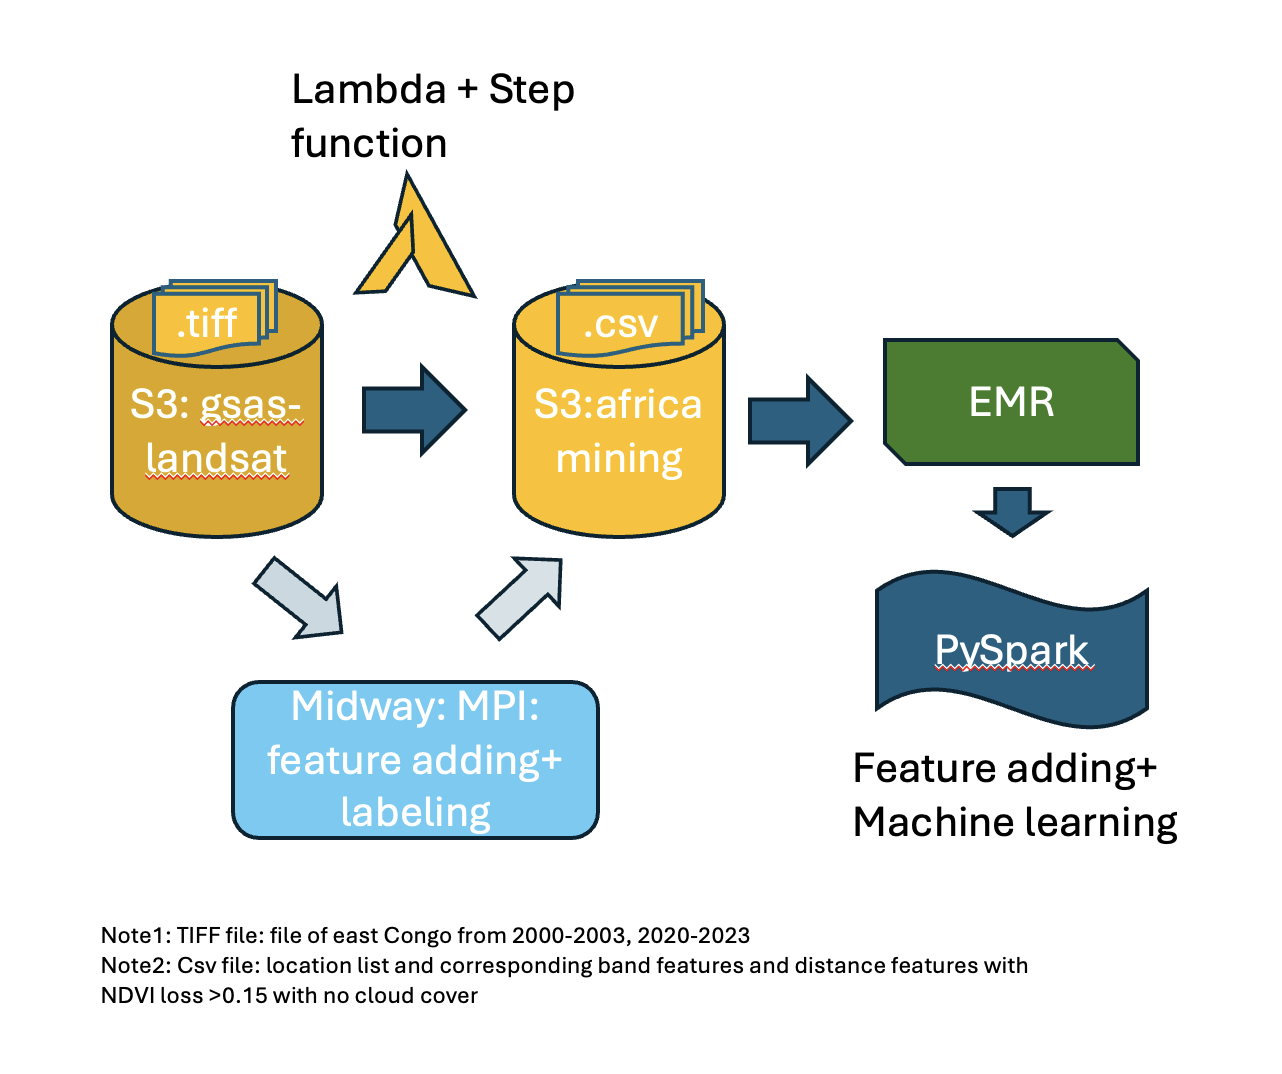 Lambda + Step
function
.tiff
S3: gsas-
landsat
.csv
S3:africa
mining
EMR
PySpark
Feature adding+
Machine learning
Midway: MPI:
feature adding+
labeling
Note1: TIFF file: file of east Congo from 2000-2003, 2020-2023
Note2: Csv file: location list and corresponding band features and distance features with
NDVI loss >0.15 with no cloud cover